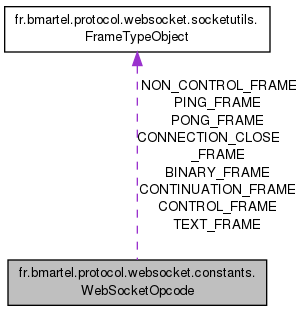 fr.bmartel.protocol.websocket.socketutils.
FrameTypeObject
NON_CONTROL_FRAME
PING_FRAME
PONG_FRAME
CONNECTION_CLOSE
_FRAME
BINARY_FRAME
CONTINUATION_FRAME
CONTROL_FRAME
TEXT_FRAME
fr.bmartel.protocol.websocket.constants.
WebSocketOpcode